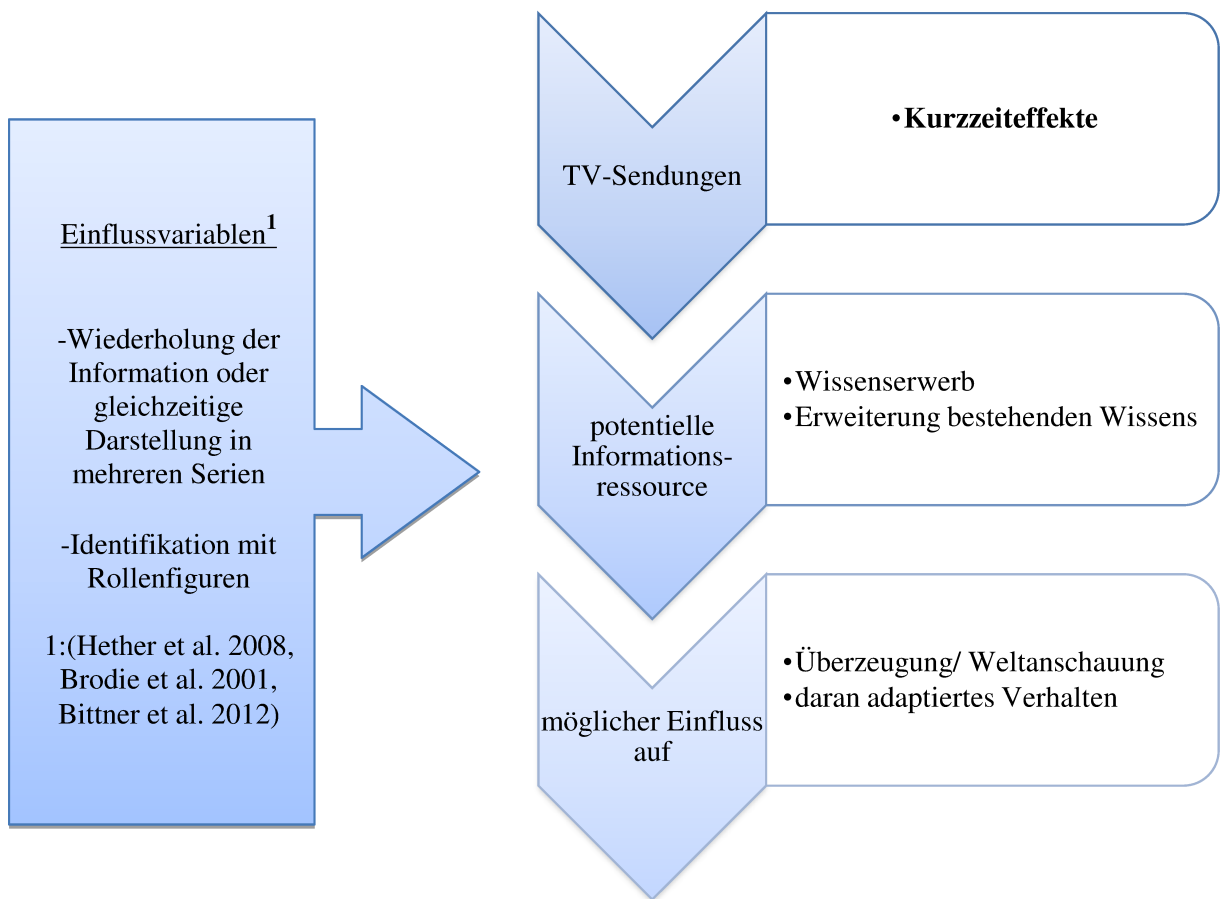 Einflussvariablen1
-Wiederholung der
Information oder
gleichzeitige
Darstellung in
mehreren Serien
-Identifikation mit
Rollenfiguren
1:(Hether et al. 2008,
Brodie et al. 2001,
Bittner et al. 2012)
TV-Sendungen
•Kurzzeiteffekte
potentielle
Informations-
ressource
•Wissenserwerb
•Erweiterung bestehenden Wissens
möglicher Einfluss
auf
•Überzeugung/ Weltanschauung
•daran adaptiertes Verhalten